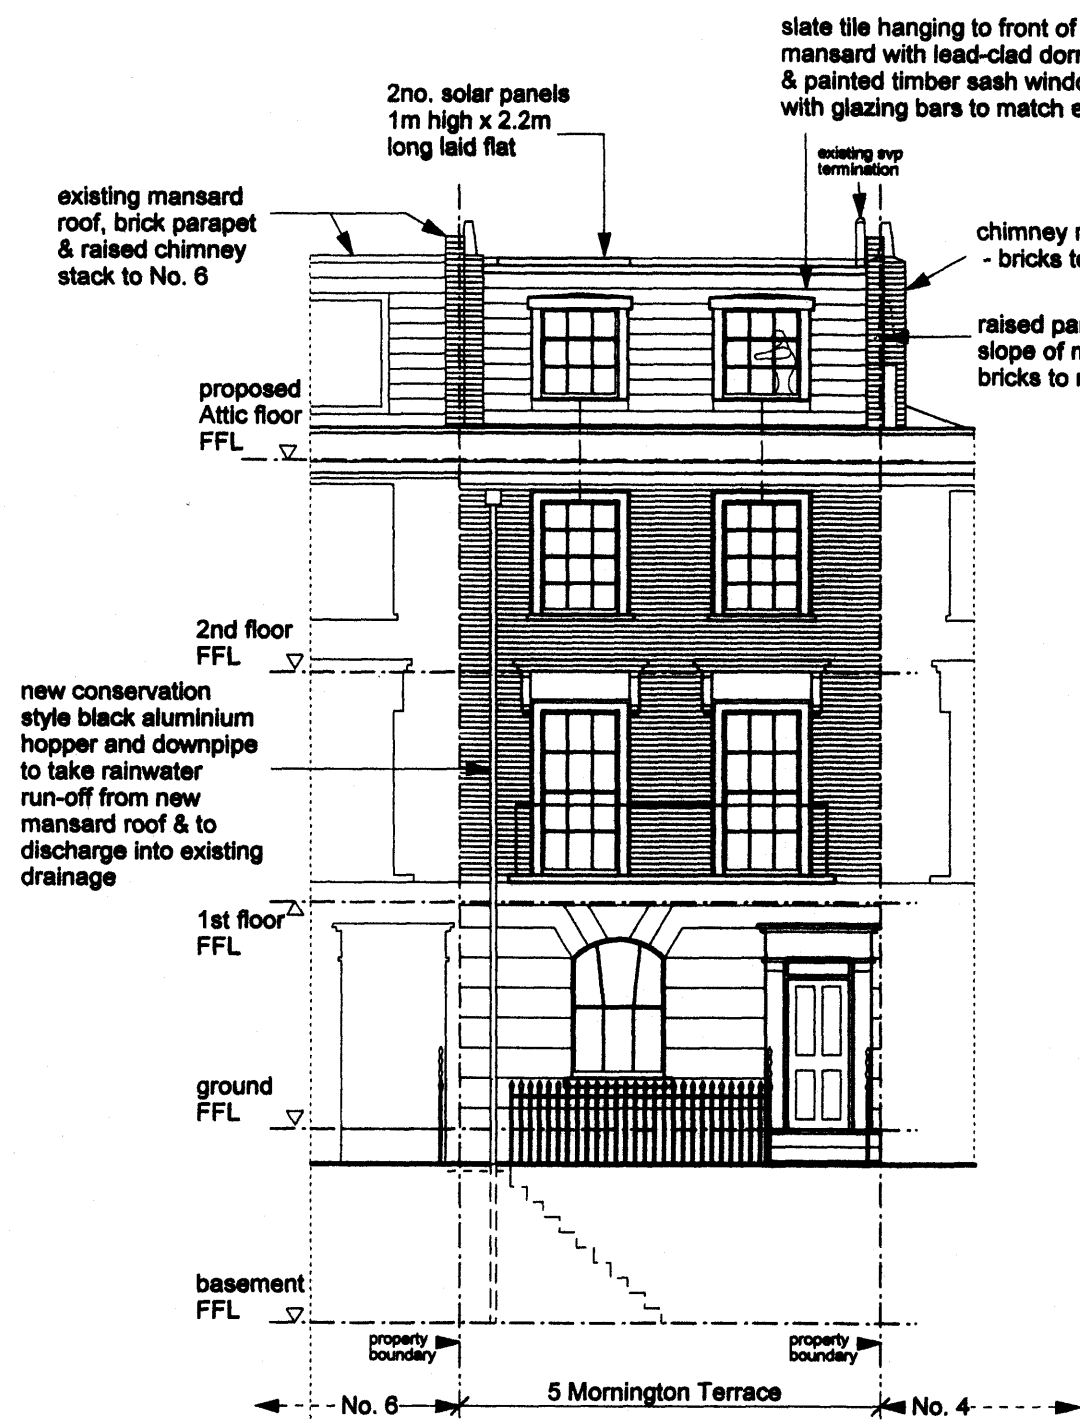 slate tile hanging to front of
mansard with lead-clad
& painted timber sash
with glazing bars to match
2no. solar panels
1m high x 2.2m
long laid flat
existing svp
termination
existing mansard
roof, brick parapet
& raised chimney
stack to No. 6
chimney
- bricks
raised
slope of
bricks to
proposed
Attic floor
FFL
2nd floor
FFL
new conservation
style black aluminium
hopper and downpipe
to take rainwater
run-off from new
mansard roof & to
discharge into existing
drainage
1st floor
FFL
ground
FFL
basement
FFL
property
boundary
property
boundary
No. 6
5 Mornington Terrace
No. 4